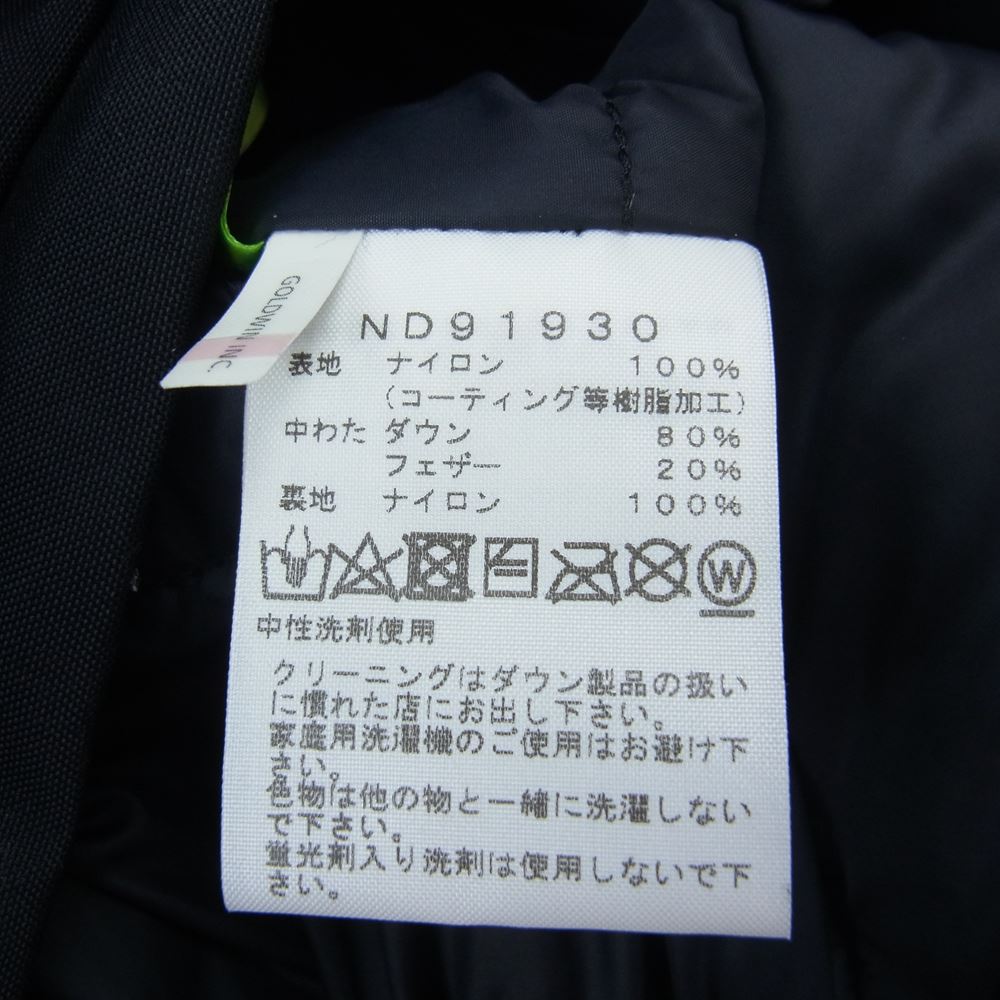 GOLDWIN INC
ND91930
表地 ナイロン 100%
(コーティング等樹脂加工)
中わた ダウン 80%
フェザー 20%
裏地 ナイロン 100%
W
中性洗剤使用
クリーニングはダウン製品の扱い
に慣れた店にお出し下さい。
家庭用洗濯機のご使用はお避け下
さい。
色物は他の物と一緒に洗濯しない
で下さい。
蛍光剤入り洗剤は使用しないで下
さい。